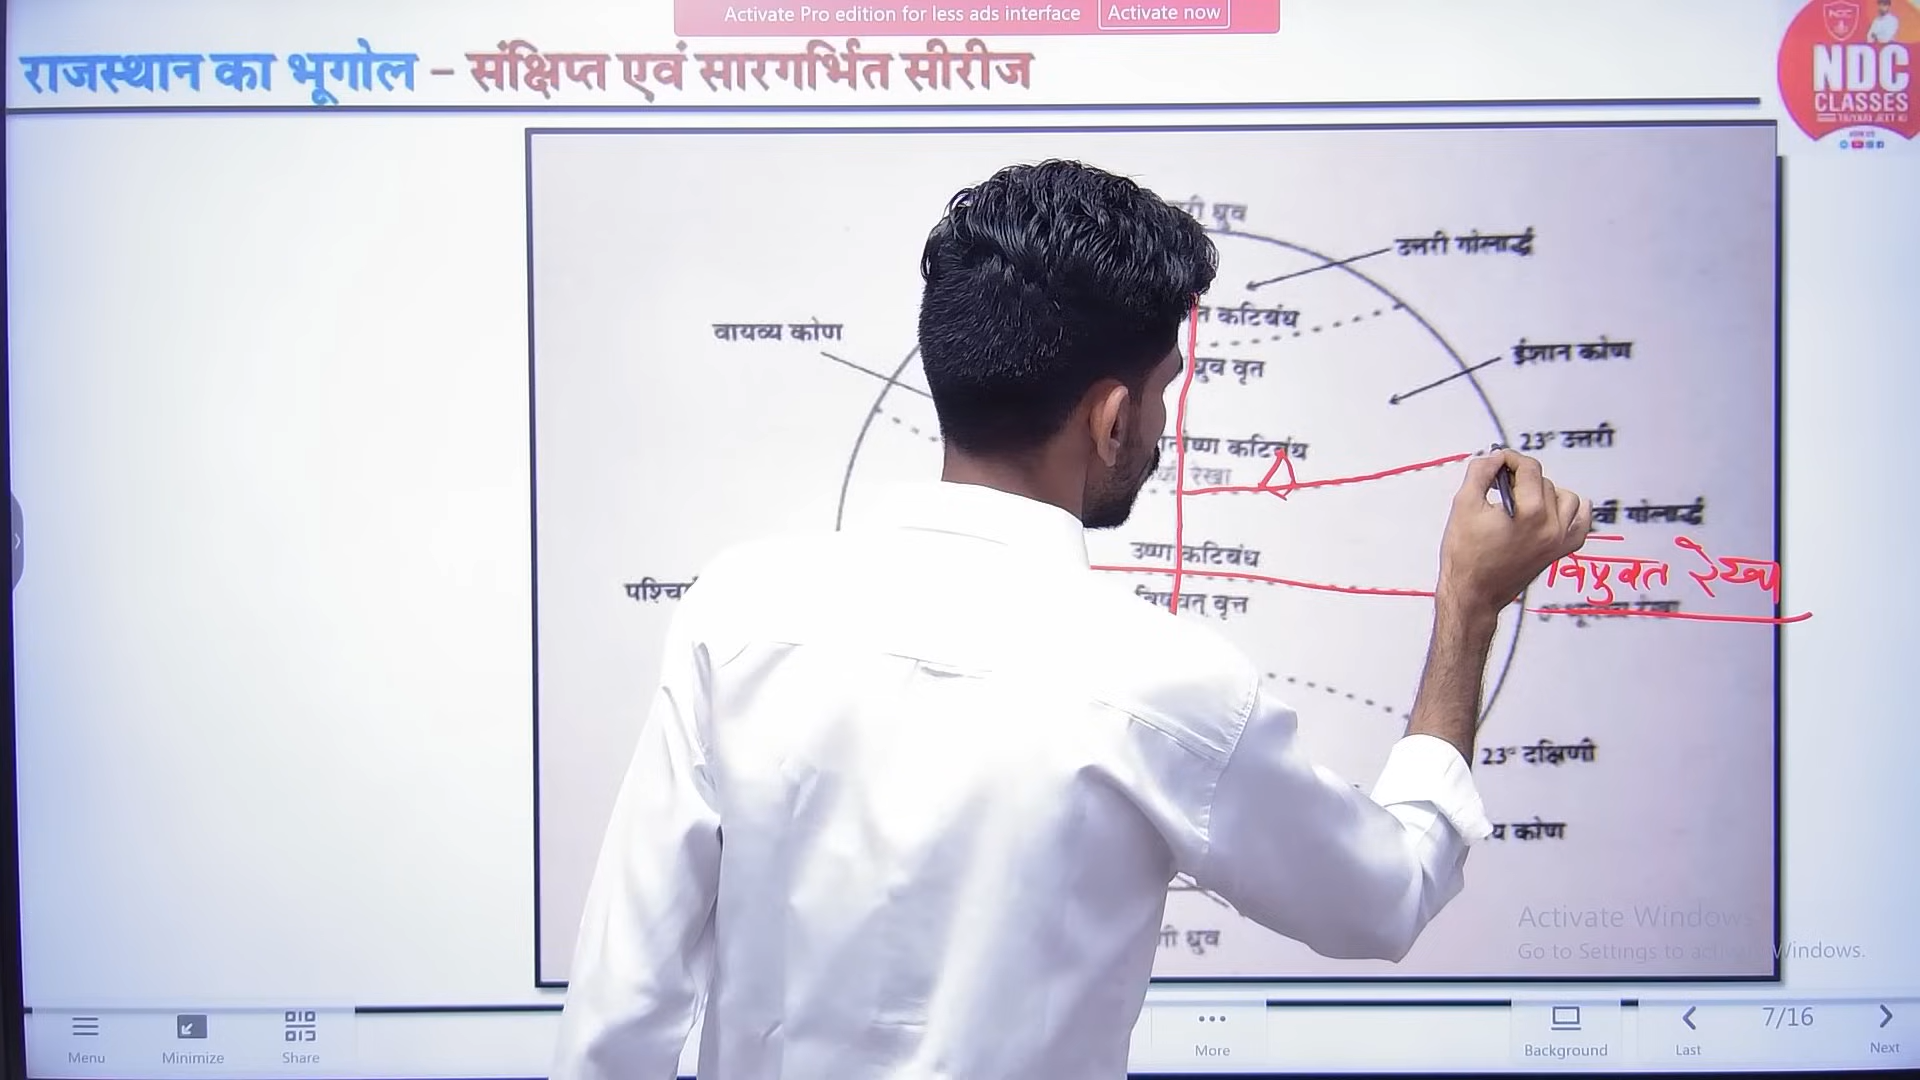 Activate Pro edition for less ads interface Activate now
राजस्थान का भूगोल – संक्षिप्त एवं सारगर्भित सीरीज
NDC
CLASSES
ध्रुव
उत्तरी गोलार्द्ध
कटिबंध
वायव्य कोण
ईशान कोण
वृत
23° उत्तरी
कटिबंध
रेखा
गोलार्द्ध
उष्ण कटिबंध
विषुवत रेखा
वृत्त
23° दक्षिणी
कोण
Activate Windows
Go to Settings to Windows.
ध्रुव
Menu
Minimize
Share
More
Background
Last
7/16
Next